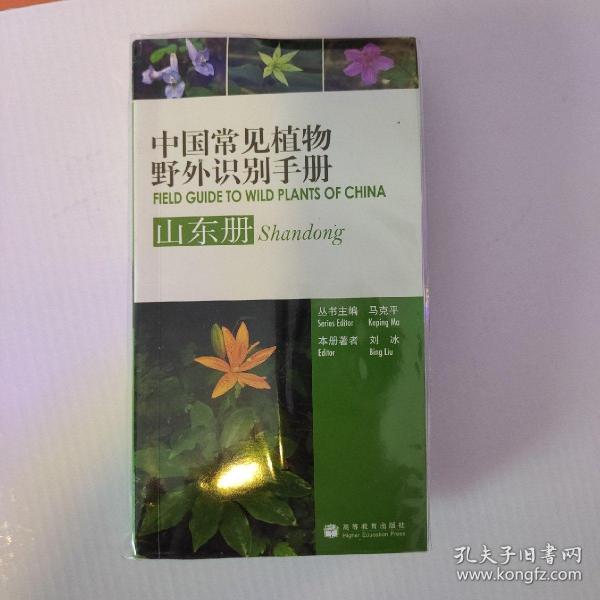 中国常见植物
野外识别手册
FIELD GUIDE TO WILD PLANTS OF CHINA
山东册 Shandong
丛书主编 马克平
Series Editor Keping Ma
本册著者 刘 冰
Editor Bing Liu
高等教育出版社
Higher Education Press
孔夫子旧书网
www.kongfz.com